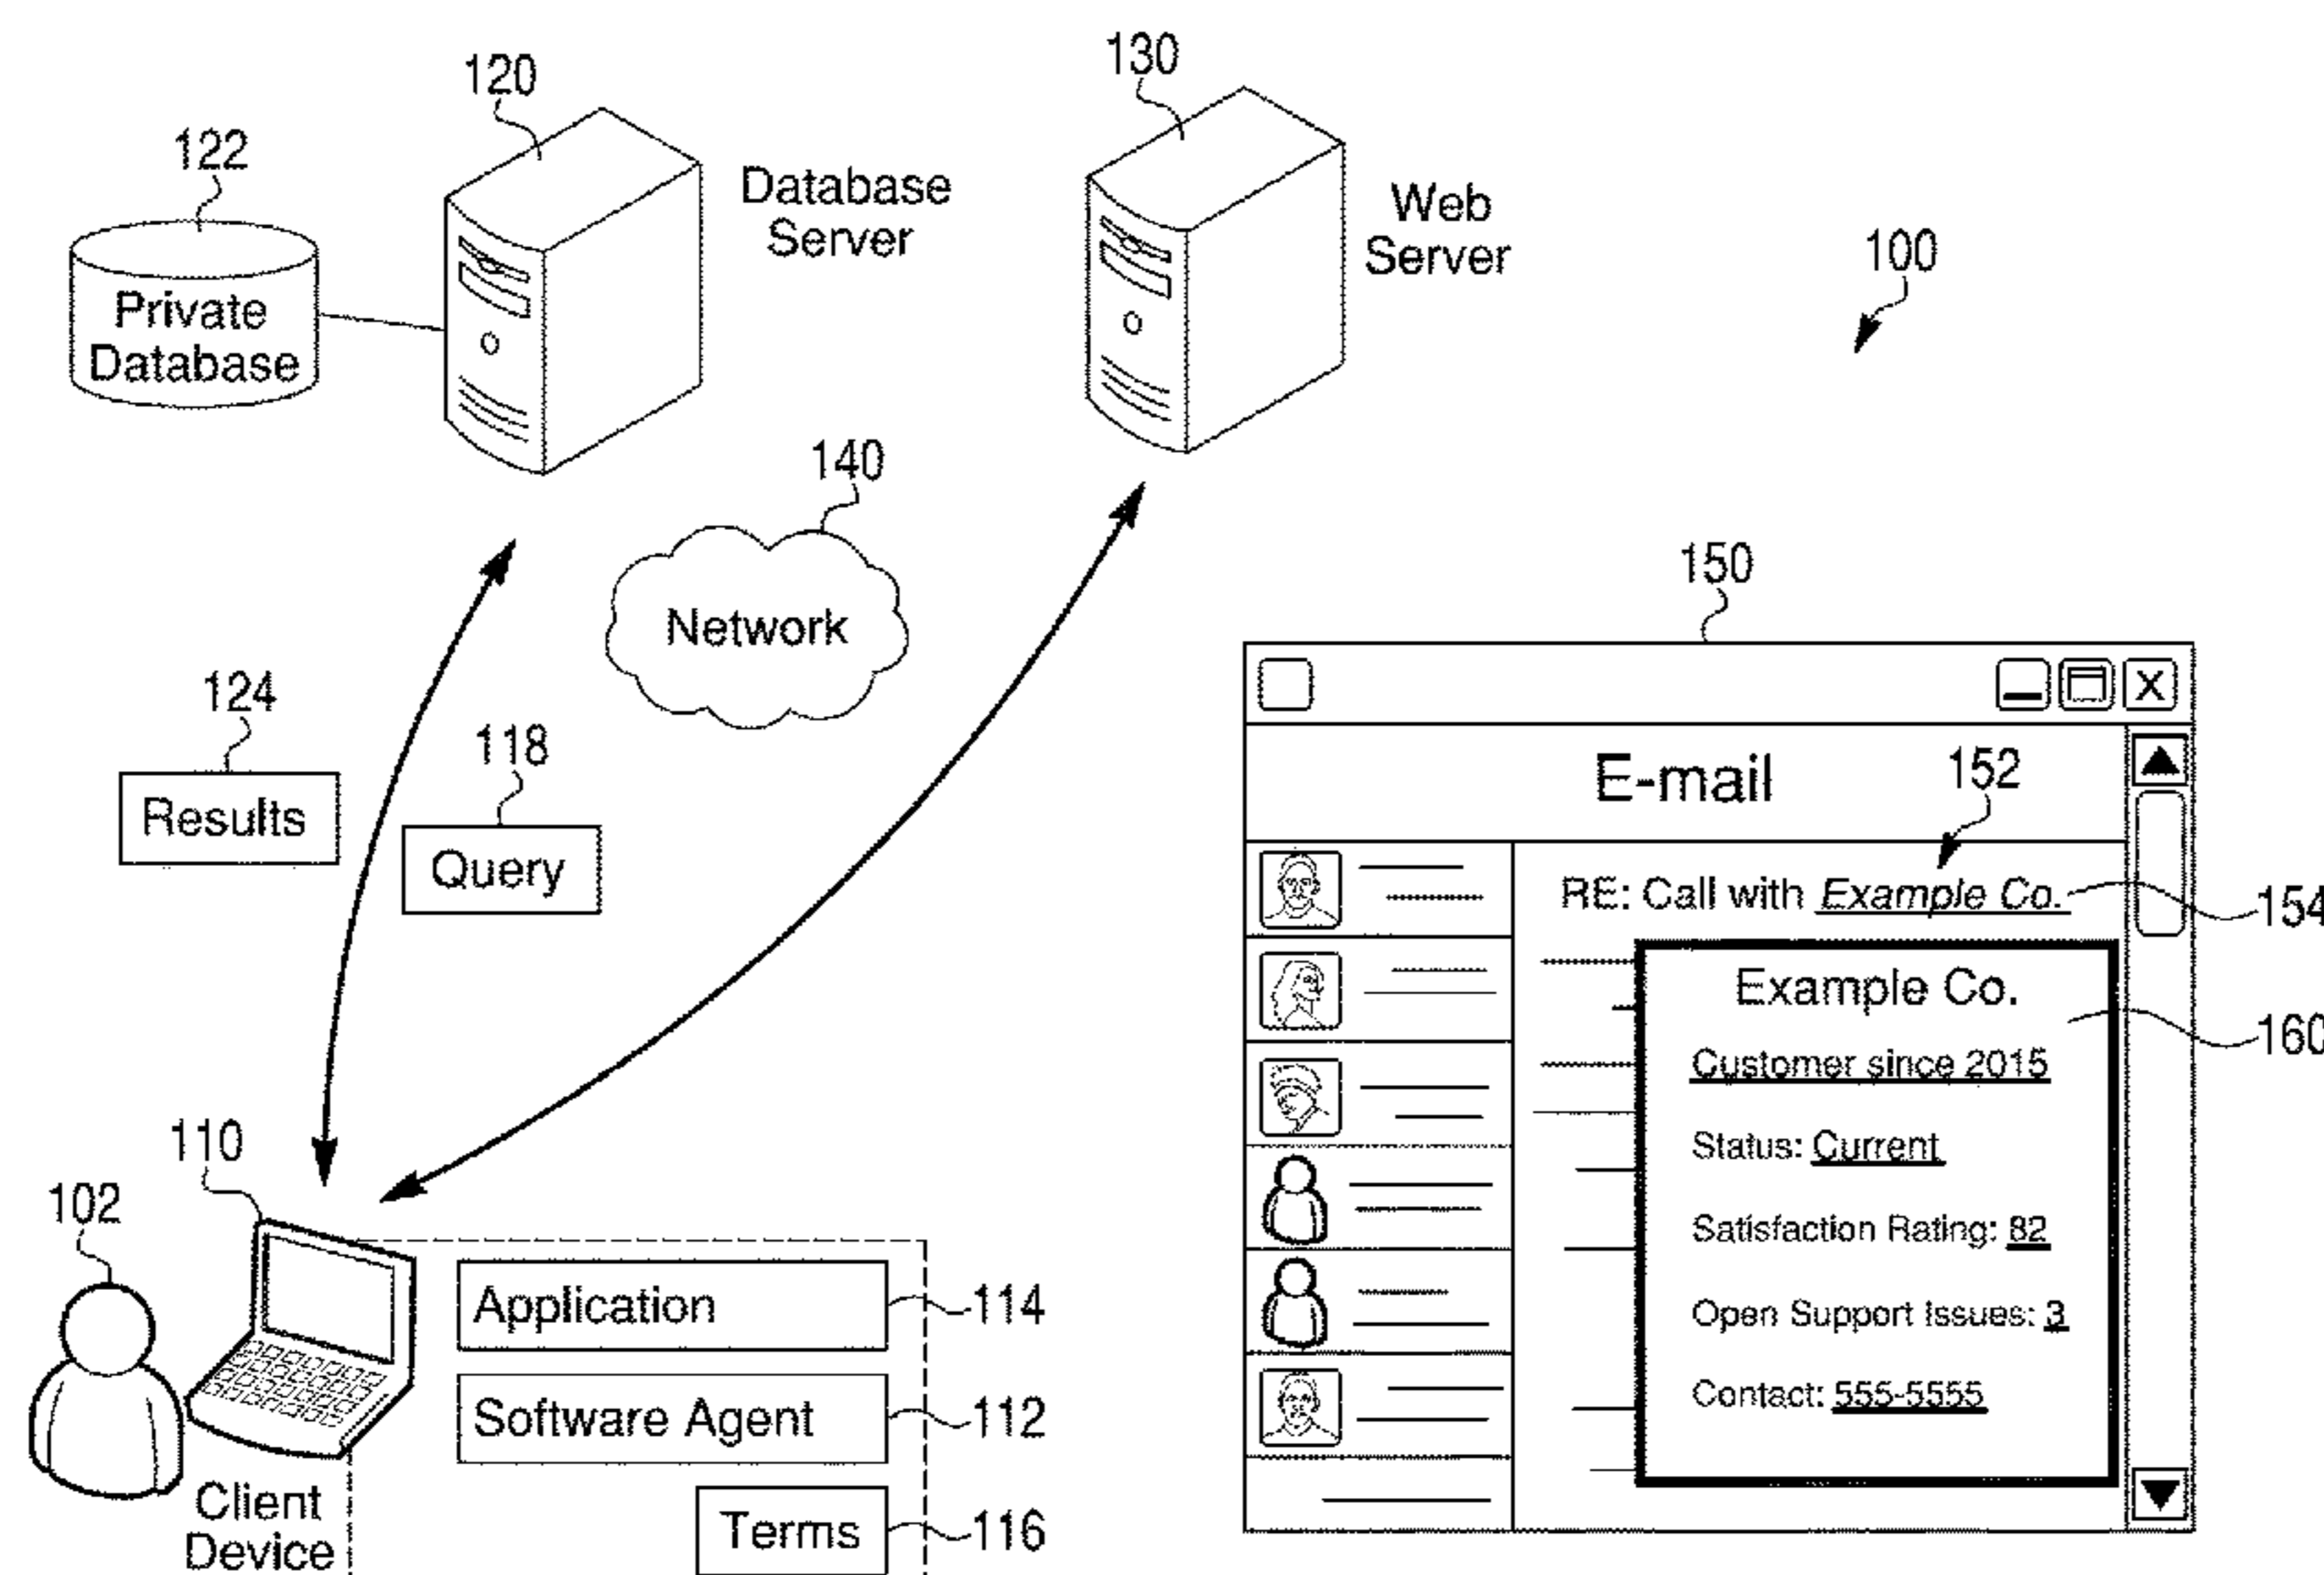 120
130
122
Database
Server
Web
Server
100
Private
Database
140
Network
150
124
118
Results
Query
E-mail
152
RE: Call with Example Co.
154
Example Co.
160
Customer since 2015
Status: Current
Satisfaction Rating: 82
Open Support Issues: 3
Contact: 555-5555
110
102
Application
114
Software Agent
112
Client
Device
Terms
116